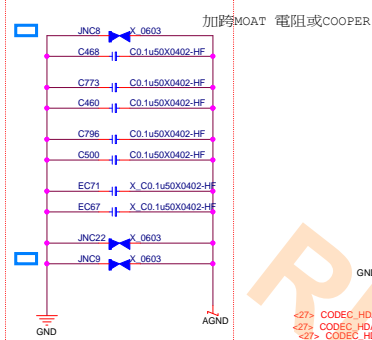 加跨MOAT 電阻或COOPER
JNC8 X_0603
C468 C0.1u50X0402-HF
C773 C0.1u50X0402-HF
C460 C0.1u50X0402-HF
C796 C0.1u50X0402-HF
C500 C0.1u50X0402-HF
EC71 X_C0.1u50X0402-HF
EC67 X_C0.1u50X0402-HF
JNC22 X_0603
JNC9 X_0603
GND
AGND
<27> CODEC_HD
<27> CODEC_HD
<27> CODEC_HD